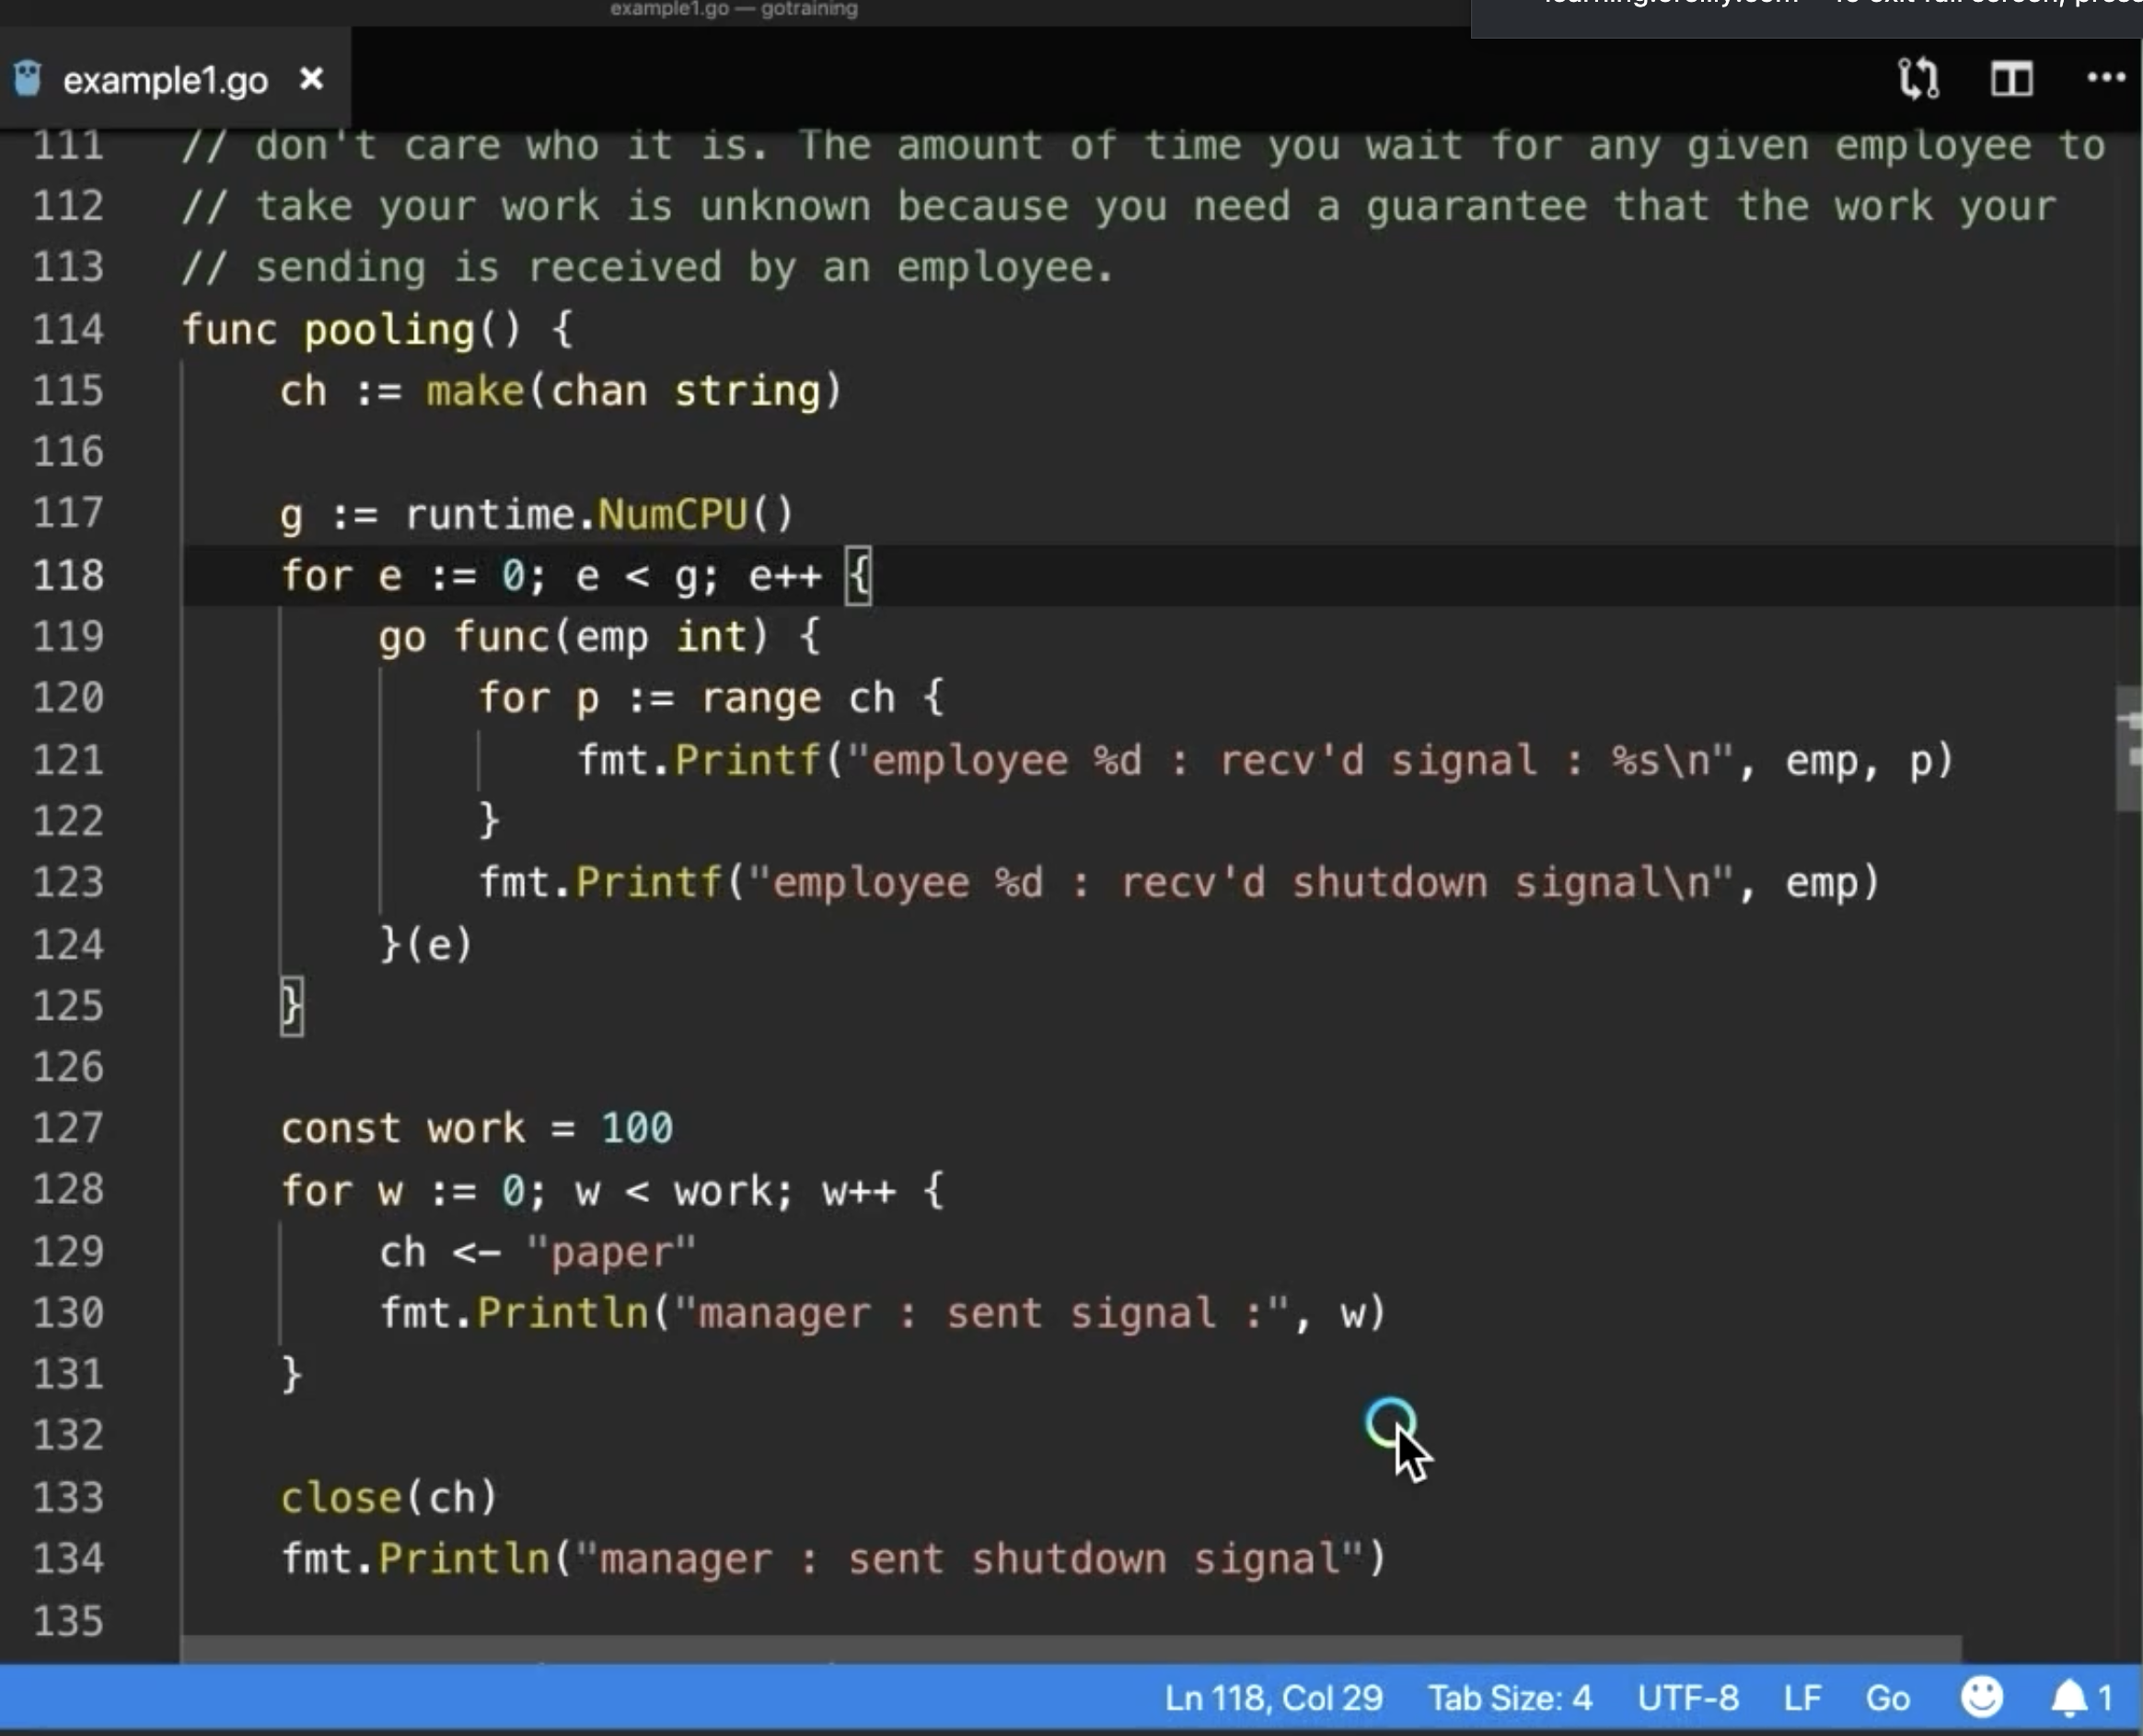 example1.go — gotraining
example1.go
111 // don't care who it is. The amount of time you wait for any given employee to
112 // take your work is unknown because you need a guarantee that the work your
113 // sending is received by an employee.
114 func pooling() {
115     ch := make(chan string)
116
117     g := runtime.NumCPU()
118     for e := 0; e < g; e++ {
119         go func(emp int) {
120             for p := range ch {
121                 fmt.Printf("employee %d : recv'd signal : %s\n", emp, p)
122             }
123             fmt.Printf("employee %d : recv'd shutdown signal\n", emp)
124         }(e)
125     }
126
127     const work = 100
128     for w := 0; w < work; w++ {
129         ch <- "paper"
130         fmt.Println("manager : sent signal :", w)
131     }
132
133     close(ch)
134     fmt.Println("manager : sent shutdown signal")
135
Ln 118, Col 29 Tab Size: 4 UTF-8 LF Go 1